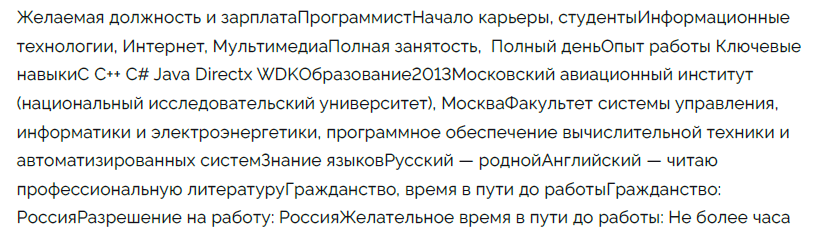 Желаемая должность и зарплатаПрограммистНачало карьеры, студентыИнформационные
технологии, Интернет, МультимедиаПолная занятость,  Полный деньОпыт работы Ключевые
навыкиC C++ C# Java Directx WDKОбразование2013Московский авиационный институт
(национальный исследовательский университет), МоскваФакультет системы управления,
информатики и электроэнергетики, программное обеспечение вычислительной техники и
автоматизированных системЗнание языковРусский — роднойАнглийский — читаю
профессиональную литературуГражданство, время в пути до работыГражданство:
РоссияРазрешение на работу: РоссияЖелательное время в пути до работы: Не более часа